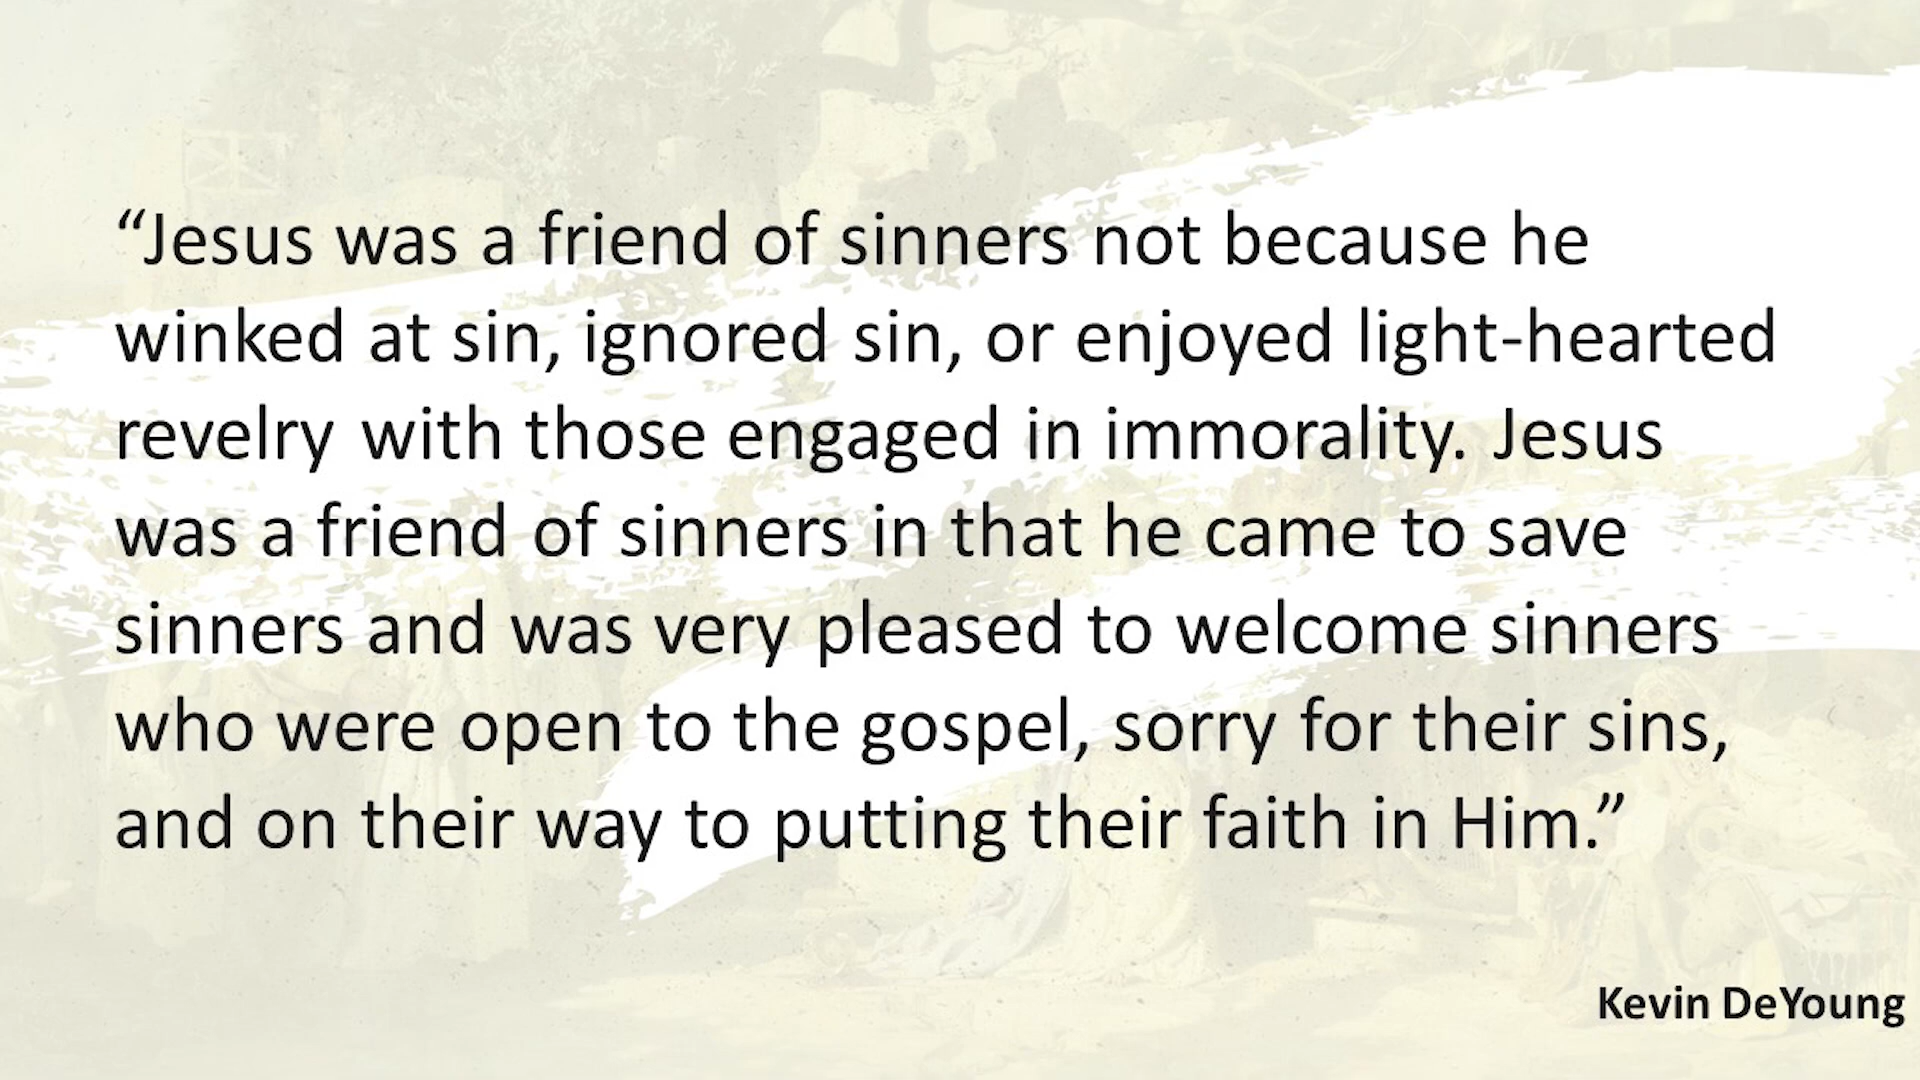 “Jesus was a friend of sinners not because he
winked at sin, ignored sin, or enjoyed light-hearted
revelry with those engaged in immorality. Jesus
was a friend of sinners in that he came to save
sinners and was very pleased to welcome sinners
who were open to the gospel, sorry for their sins,
and on their way to putting their faith in Him.”
Kevin DeYoung